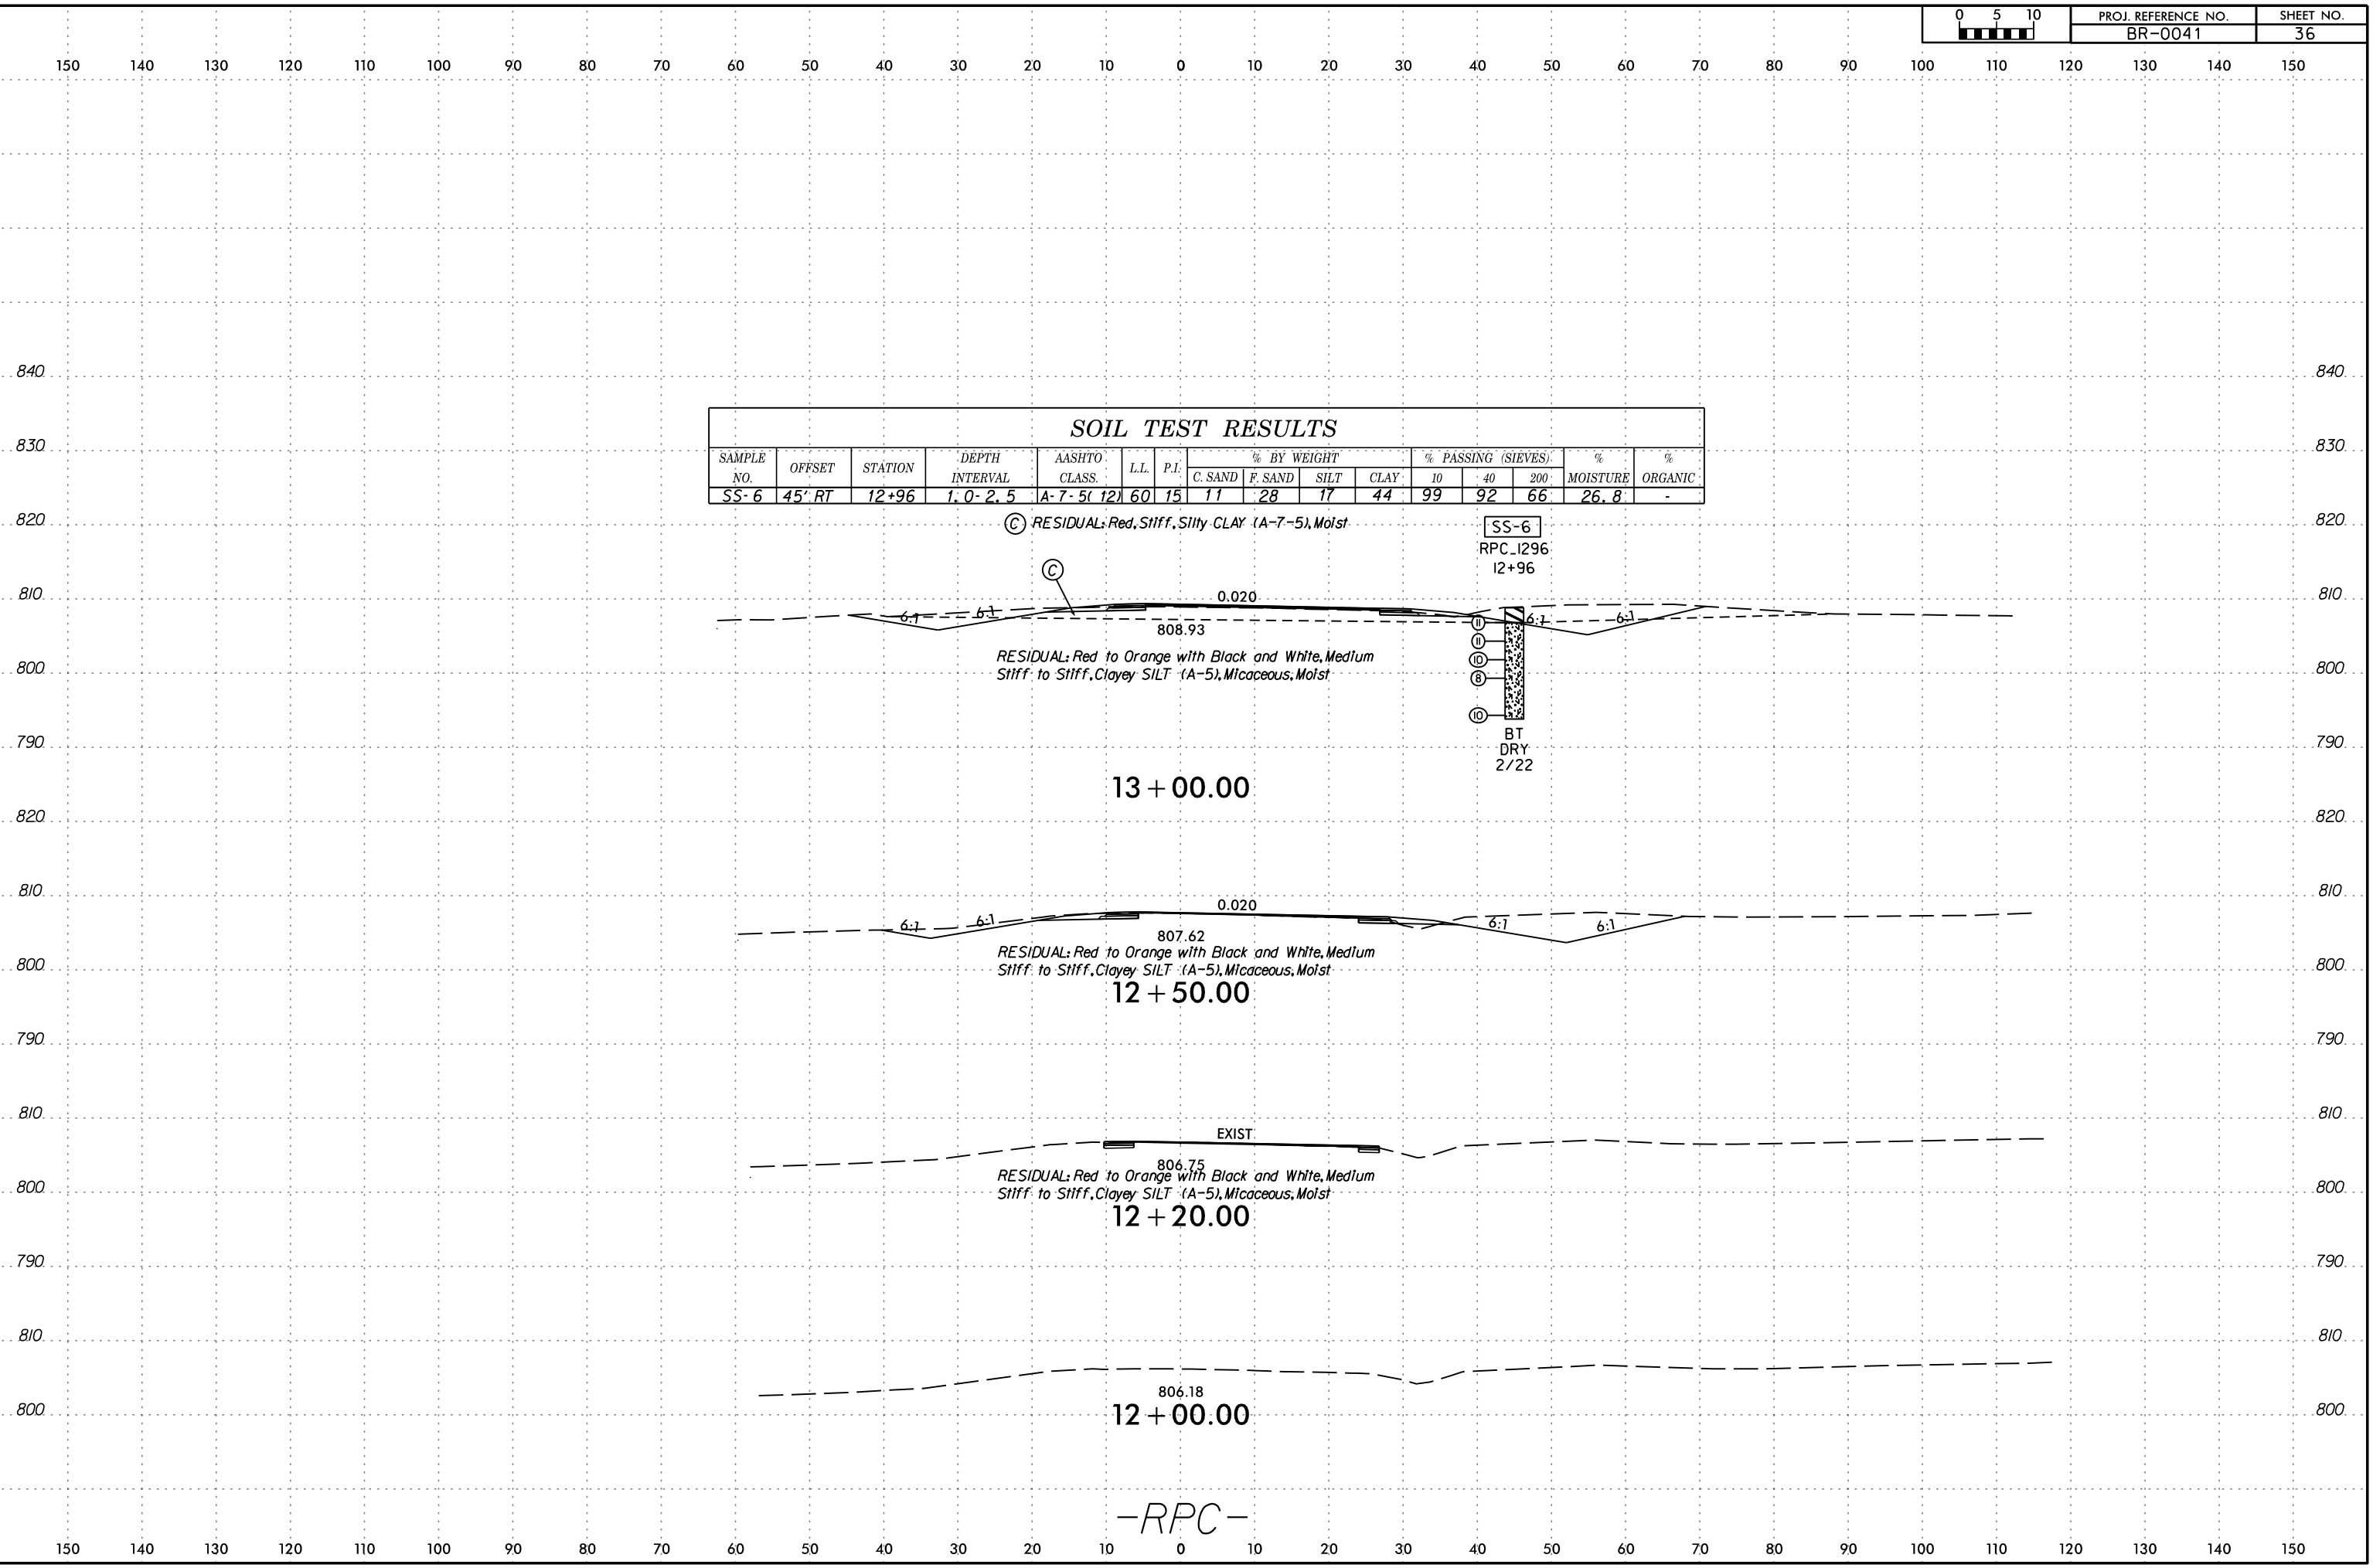 0 5 10
PROJ. REFERENCE NO. SHEET NO.
BR-0041 36
150 140 130 120 110 100 90 80 70 60 50 40 30 20 10 0 10 20 30 40 50 60 70 80 90 100 110 120 130 140 150
840 840
830 830
SOIL TEST RESULTS
SAMPLE NO. OFFSET STATION DEPTH INTERVAL AASHTO CLASS. L.L. P.I. % BY WEIGHT % PASSING (SIEVES) % MOISTURE % ORGANIC
C. SAND F. SAND SILT CLAY 10 40 200
SS-6 45' RT 12+96 1.0-2.5 A-7-5(12) 60 15 11 28 17 44 99 92 66 26.8 -
820 820
C RESIDUAL: Red, Stiff, Silty CLAY (A-7-5), Moist
SS-6
RPC_1296
12+96
C
810 810
0.020
6:1 6:1 6:1 6:1
808.93
11
11
10
8
10
RESIDUAL: Red to Orange with Black and White, Medium
Stiff to Stiff, Clayey SILT (A-5), Micaceous, Moist
800 800
BT
DRY
2/22
790 790
13+00.00
820 820
810 810
0.020
6:1 6:1 6:1 6:1
807.62
RESIDUAL: Red to Orange with Black and White, Medium
Stiff to Stiff, Clayey SILT (A-5), Micaceous, Moist
800 800
12+50.00
790 790
810 810
EXIST
806.75
RESIDUAL: Red to Orange with Black and White, Medium
Stiff to Stiff, Clayey SILT (A-5), Micaceous, Moist
800 800
12+20.00
790 790
810 810
806.18
800 800
12+00.00
-RPC-
150 140 130 120 110 100 90 80 70 60 50 40 30 20 10 0 10 20 30 40 50 60 70 80 90 100 110 120 130 140 150